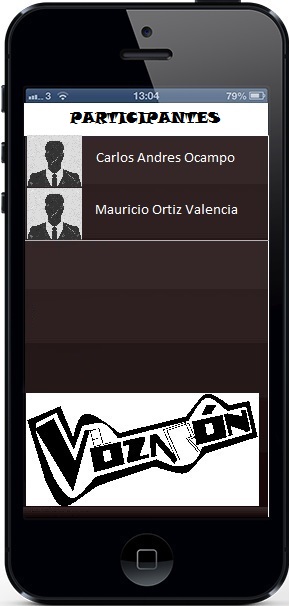 3 13:04 79%
PARTICIPANTES
Carlos Andres Ocampo
Mauricio Ortiz Valencia
VOZARÓN